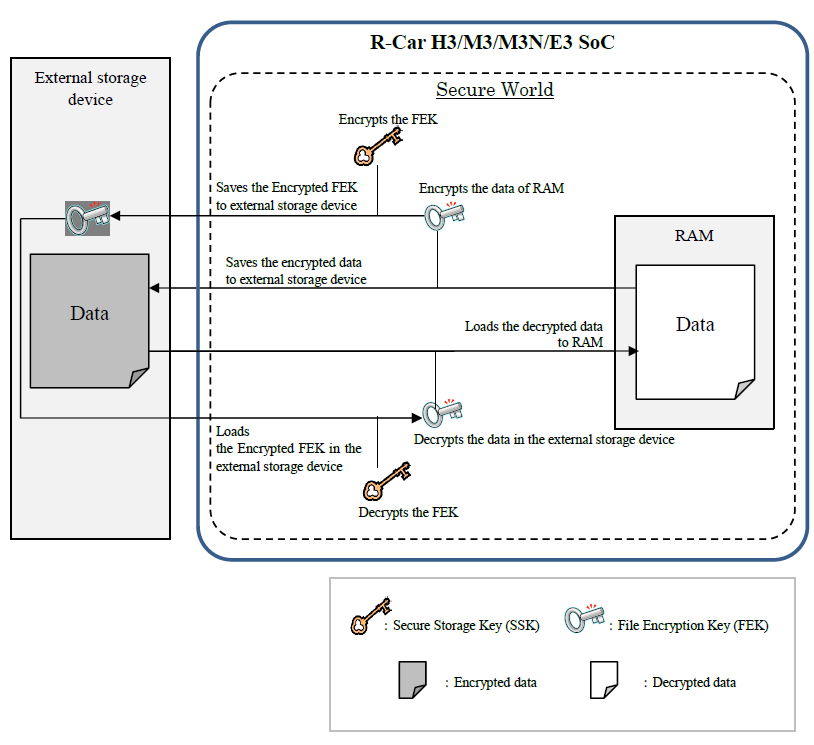 R-Car H3/M3/M3N/E3 SoC
External storage
device
Secure World
Encrypts the FEK
Saves the Encrypted FEK
to external storage device
Encrypts the data of RAM
RAM
Saves the encrypted data
to external storage device
Data
Data
Loads the decrypted data
to RAM
Loads
the Encrypted FEK in the
external storage device
Decrypts the data in the external storage device
Decrypts the FEK
: Secure Storage Key (SSK)
: File Encryption Key (FEK)
: Encrypted data
: Decrypted data